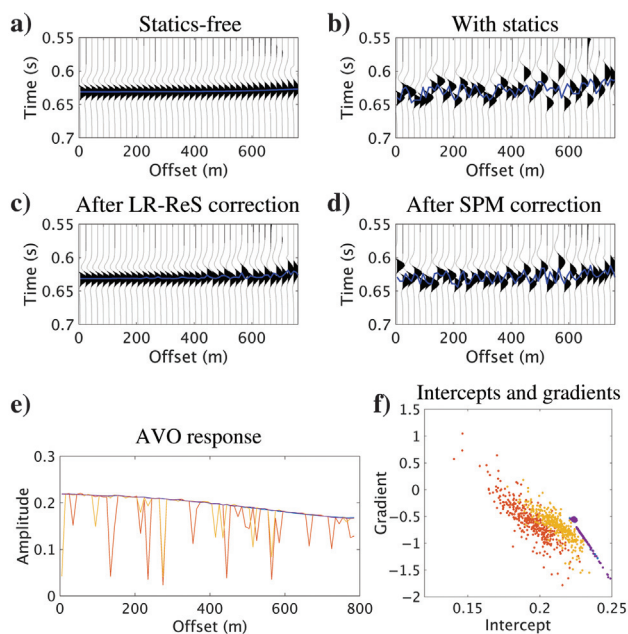 a) Statics-free
0.55
0.6
0.65
0.7
Time (s)
0 200 400 600
Offset (m)
b) With statics
0.55
0.6
0.65
0.7
Time (s)
0 200 400 600
Offset (m)
c) After LR-ReS correction
0.55
0.6
0.65
0.7
Time (s)
0 200 400 600
Offset (m)
d) After SPM correction
0.55
0.6
0.65
0.7
Time (s)
0 200 400 600
Offset (m)
e) AVO response
0.3
0.2
0.1
0
Amplitude
0 200 400 600 800
Offset (m)
f) Intercepts and gradients
1.5
1
0.5
0
-0.5
-1
-1.5
-2
Gradient
0.15 0.2 0.25
Intercept